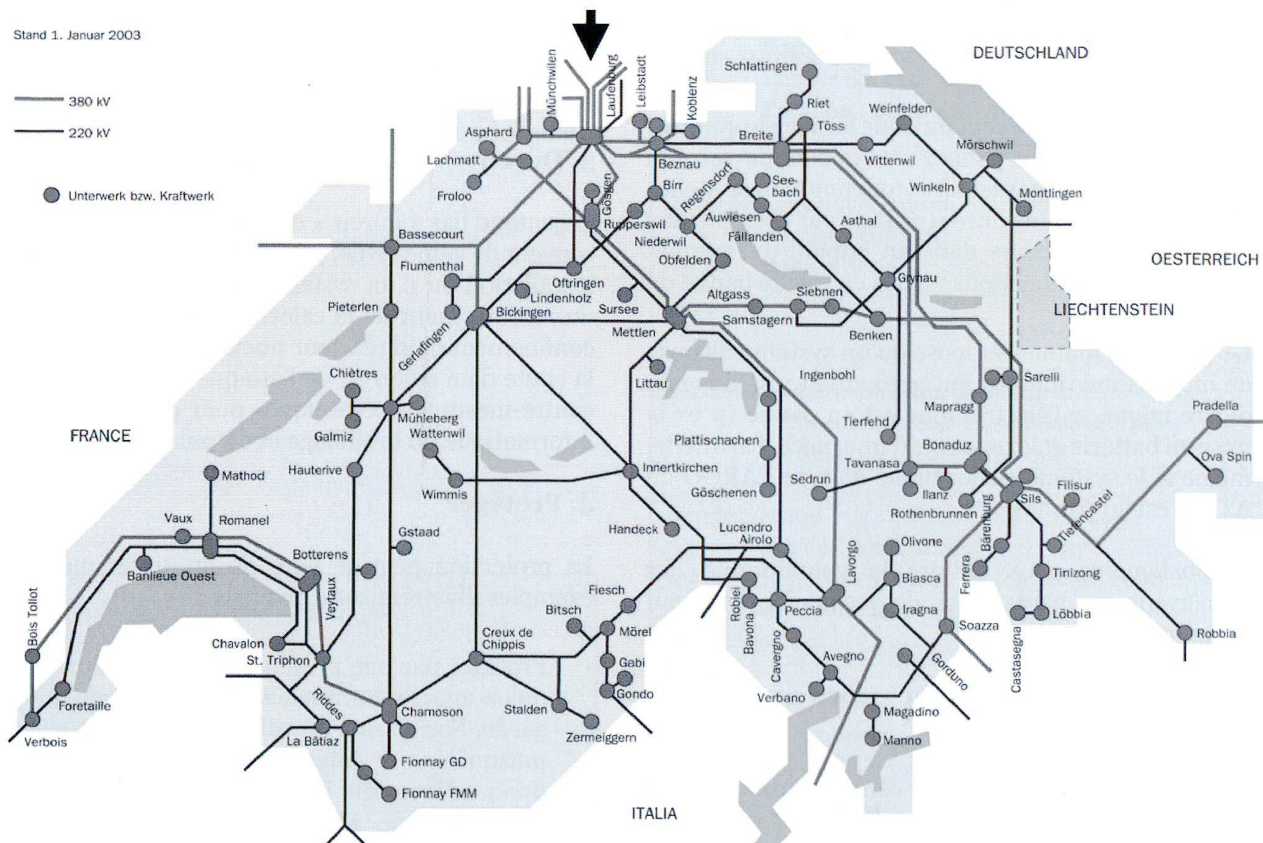 Stand 1. Januar 2003
380 kV
220 kV
Unterwerk bzw. Kraftwerk
DEUTSCHLAND
OESTERREICH
LIECHTENSTEIN
FRANCE
ITALIA
Münchwilen
Laufenburg
Leibstadt
Koblenz
Schlattingen
Riet
Weinfelden
Asphard
Breite
Töss
Mörschwil
Lachmatt
Beznau
Wittenwil
Froloo
Gösgen
Birr
Regensdorf
See-
bach
Winkeln
Montlingen
Bassecourt
Rupperswil
Auwiesen
Aathal
Flumenthal
Niederwil
Fällanden
Oftringen
Obfelden
Grynau
Pieterlen
Lindenholz
Sursee
Altgass
Siebnen
Gerlafingen
Bickingen
Mettlen
Samstagern
Benken
Chiètres
Littau
Ingenbohl
Sarelli
Mühleberg
Mapragg
Pradella
Galmiz
Wattenwil
Tierfehd
Plattischachen
Bonaduz
Mathod
Hauterive
Innertkirchen
Tavanasa
Ova Spin
Wimmis
Göschenen
Sedrun
Ilanz
Sils
Filisur
Rothenbrunnen
Vaux
Romanel
Gstaad
Handeck
Lucendro
Airolo
Bärenburg
Tiefencastel
Botterens
Lavorgo
Olivone
Banlieue Ouest
Veytaux
Biasca
Ferrera
Tinizong
Fiesch
Robiei
Bavona
Peccia
Iragna
Bitsch
Mörel
Löbbia
Bois Tollot
Chavalon
Creux de
Chippis
Cavergno
Soazza
Castasegna
Robbia
St. Triphon
Gabi
Avegno
Gorduno
Foretaille
Riddes
Gondo
Verbano
Chamoson
Stalden
Magadino
Verbois
La Bâtiaz
Zermeiggern
Manno
Fionnay GD
Fionnay FMM